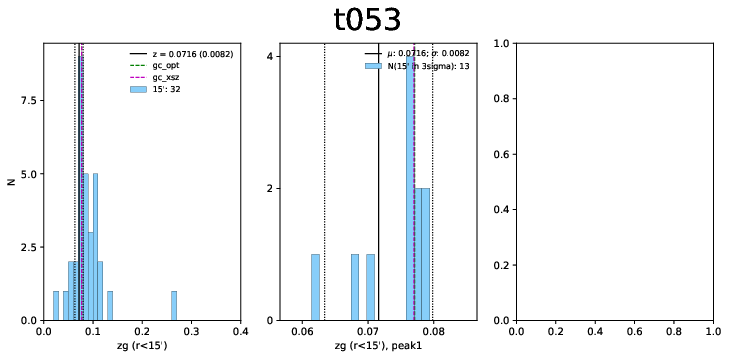 t053
z = 0.0716 (0.0082)
gc_opt
gc_xsz
15': 32
N
7.5
5.0
2.5
0.0
0.0 0.1 0.2 0.3 0.4
zg (r<15')
μ: 0.0716; σ: 0.0082
N(15' in 3sigma): 13
4
2
0
0.06 0.07 0.08
zg (r<15'), peak1
1.0
0.8
0.6
0.4
0.2
0.0
0.0 0.2 0.4 0.6 0.8 1.0